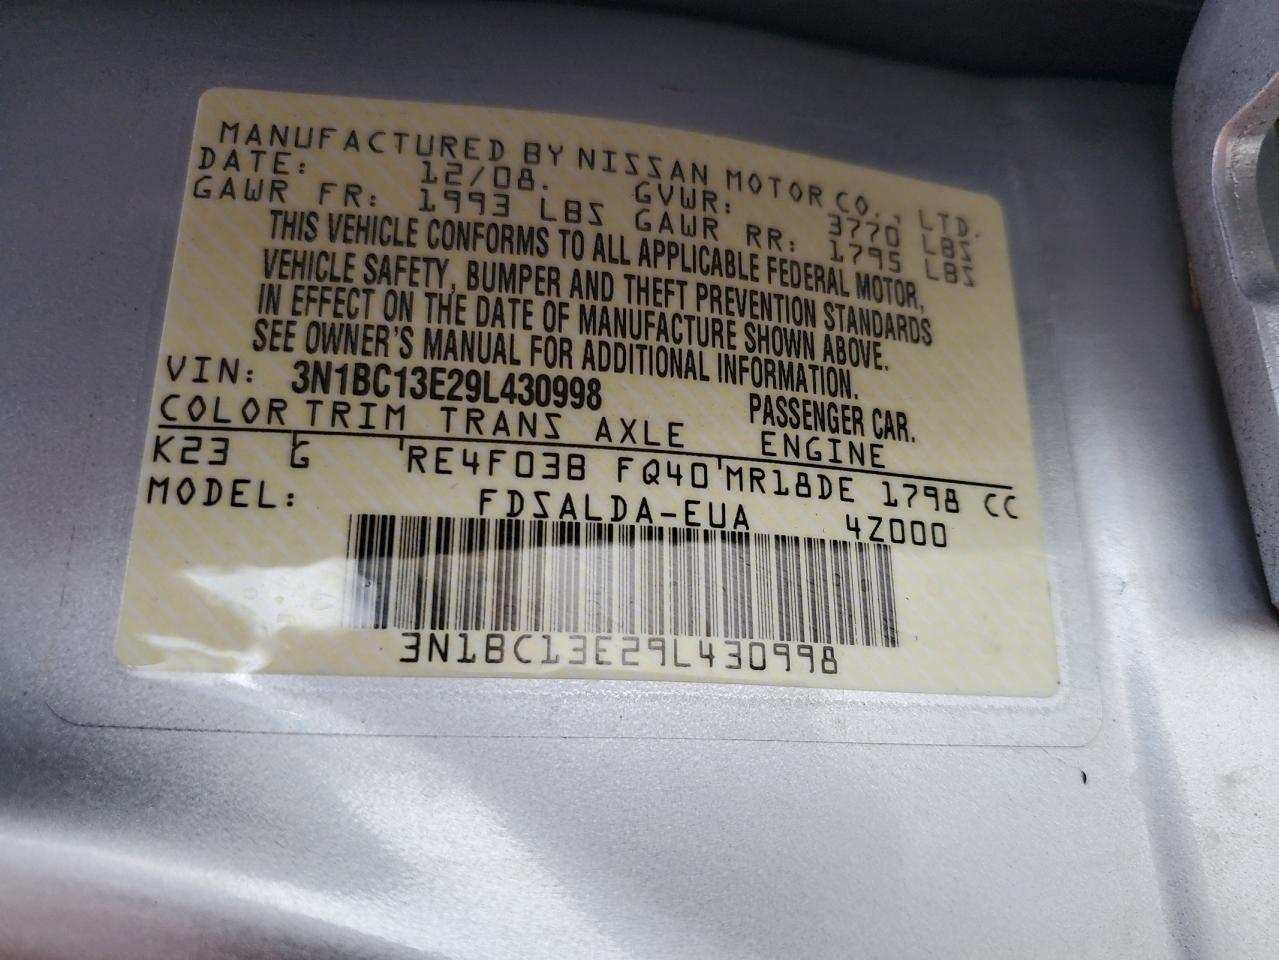 MANUFACTURED BY NISSAN MOTOR CO., LTD.
DATE: 12/08. GVWR: 3770 LBS
GAWR FR: 1993 LBS GAWR RR: 1795 LBS
THIS VEHICLE CONFORMS TO ALL APPLICABLE FEDERAL MOTOR,
VEHICLE SAFETY, BUMPER AND THEFT PREVENTION STANDARDS
IN EFFECT ON THE DATE OF MANUFACTURE SHOWN ABOVE.
SEE OWNER'S MANUAL FOR ADDITIONAL INFORMATION.
VIN: 3N1BC13E29L430998 PASSENGER CAR.
COLOR TRIM TRANS AXLE ENGINE
K23 G RE4F03B FQ40 MR18DE 1798 CC
MODEL: FDSALDA-EUA 4Z000
3N1BC13E29L430998